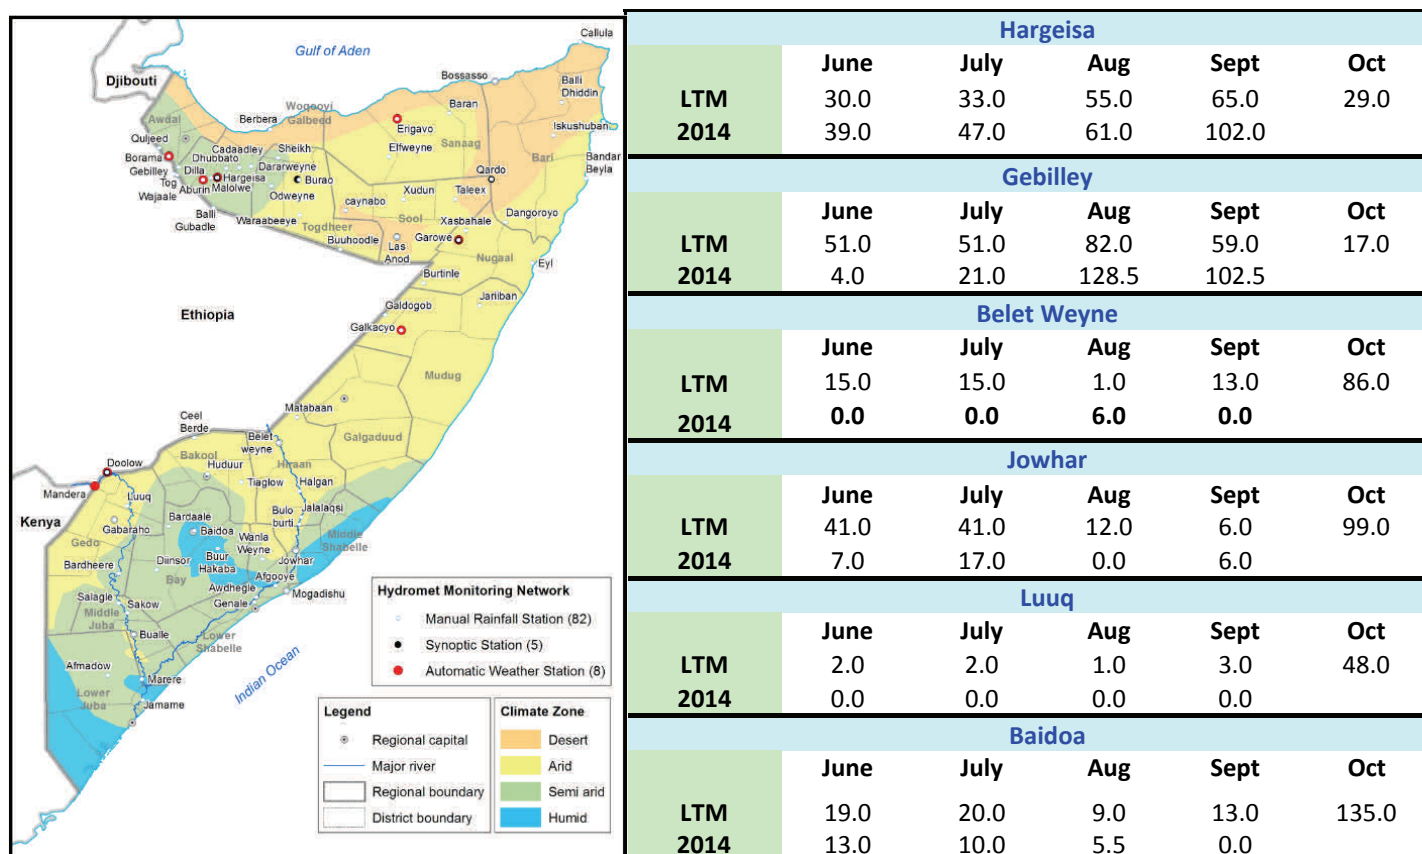 Callula
Gulf of Aden
Djibouti
Bossasso
Balli
Dhiddin
Woqooyi
Galbeed
Baran
Awdal
Berbera
Erigavo
Iskushuban
Quljeed
Sheikh
Elfweyne
Sanaag
Cadaadley
Borama
Dhubbato
Dararweyne
Bari
Bandar
Beyla
Gebilley
Dilla
Hargeisa
Burao
Qardo
Tog
Wajaale
Aburin
Malolwe
Xudun
Taleex
Odweyne
caynabo
Balli
Gubadle
Waraabeeye
Sool
Xasbahale
Dangoroyo
Togdheer
Buuhoodle
Las
Anod
Garowe
Nugaal
Eyl
Burtinle
Jariiban
Galdogob
Ethiopia
Galkacyo
Mudug
Matabaan
Ceel
Berde
Belet
weyne
Galgaduud
Doolow
Bakool
Huduur
Hiraan
Mandera
Luuq
Tiaglow
Halgan
Kenya
Gabaraho
Bardaale
Bulo
burti
Jalalaqsi
Baidoa
Gedo
Wanla
Weyne
Middle
Shabelle
Buur
Hakaba
Jowhar
Bardheere
Diinsor
Bay
Afgooye
Awdhegle
Mogadishu
Salagle
Sakow
Genale
Middle
Juba
Bualle
Lower
Shabelle
Afmadow
Marere
Indian Ocean
Lower
Juba
Jamame
Hydromet Monitoring Network
Manual Rainfall Station (82)
Synoptic Station (5)
Automatic Weather Station (8)
Legend
Regional capital
Major river
Regional boundary
District boundary
Climate Zone
Desert
Arid
Semi arid
Humid
Hargeisa
June July Aug Sept Oct
LTM 30.0 33.0 55.0 65.0 29.0
2014 39.0 47.0 61.0 102.0
Gebilley
June July Aug Sept Oct
LTM 51.0 51.0 82.0 59.0 17.0
2014 4.0 21.0 128.5 102.5
Belet Weyne
June July Aug Sept Oct
LTM 15.0 15.0 1.0 13.0 86.0
2014 0.0 0.0 6.0 0.0
Jowhar
June July Aug Sept Oct
LTM 41.0 41.0 12.0 6.0 99.0
2014 7.0 17.0 0.0 6.0
Luuq
June July Aug Sept Oct
LTM 2.0 2.0 1.0 3.0 48.0
2014 0.0 0.0 0.0 0.0
Baidoa
June July Aug Sept Oct
LTM 19.0 20.0 9.0 13.0 135.0
2014 13.0 10.0 5.5 0.0